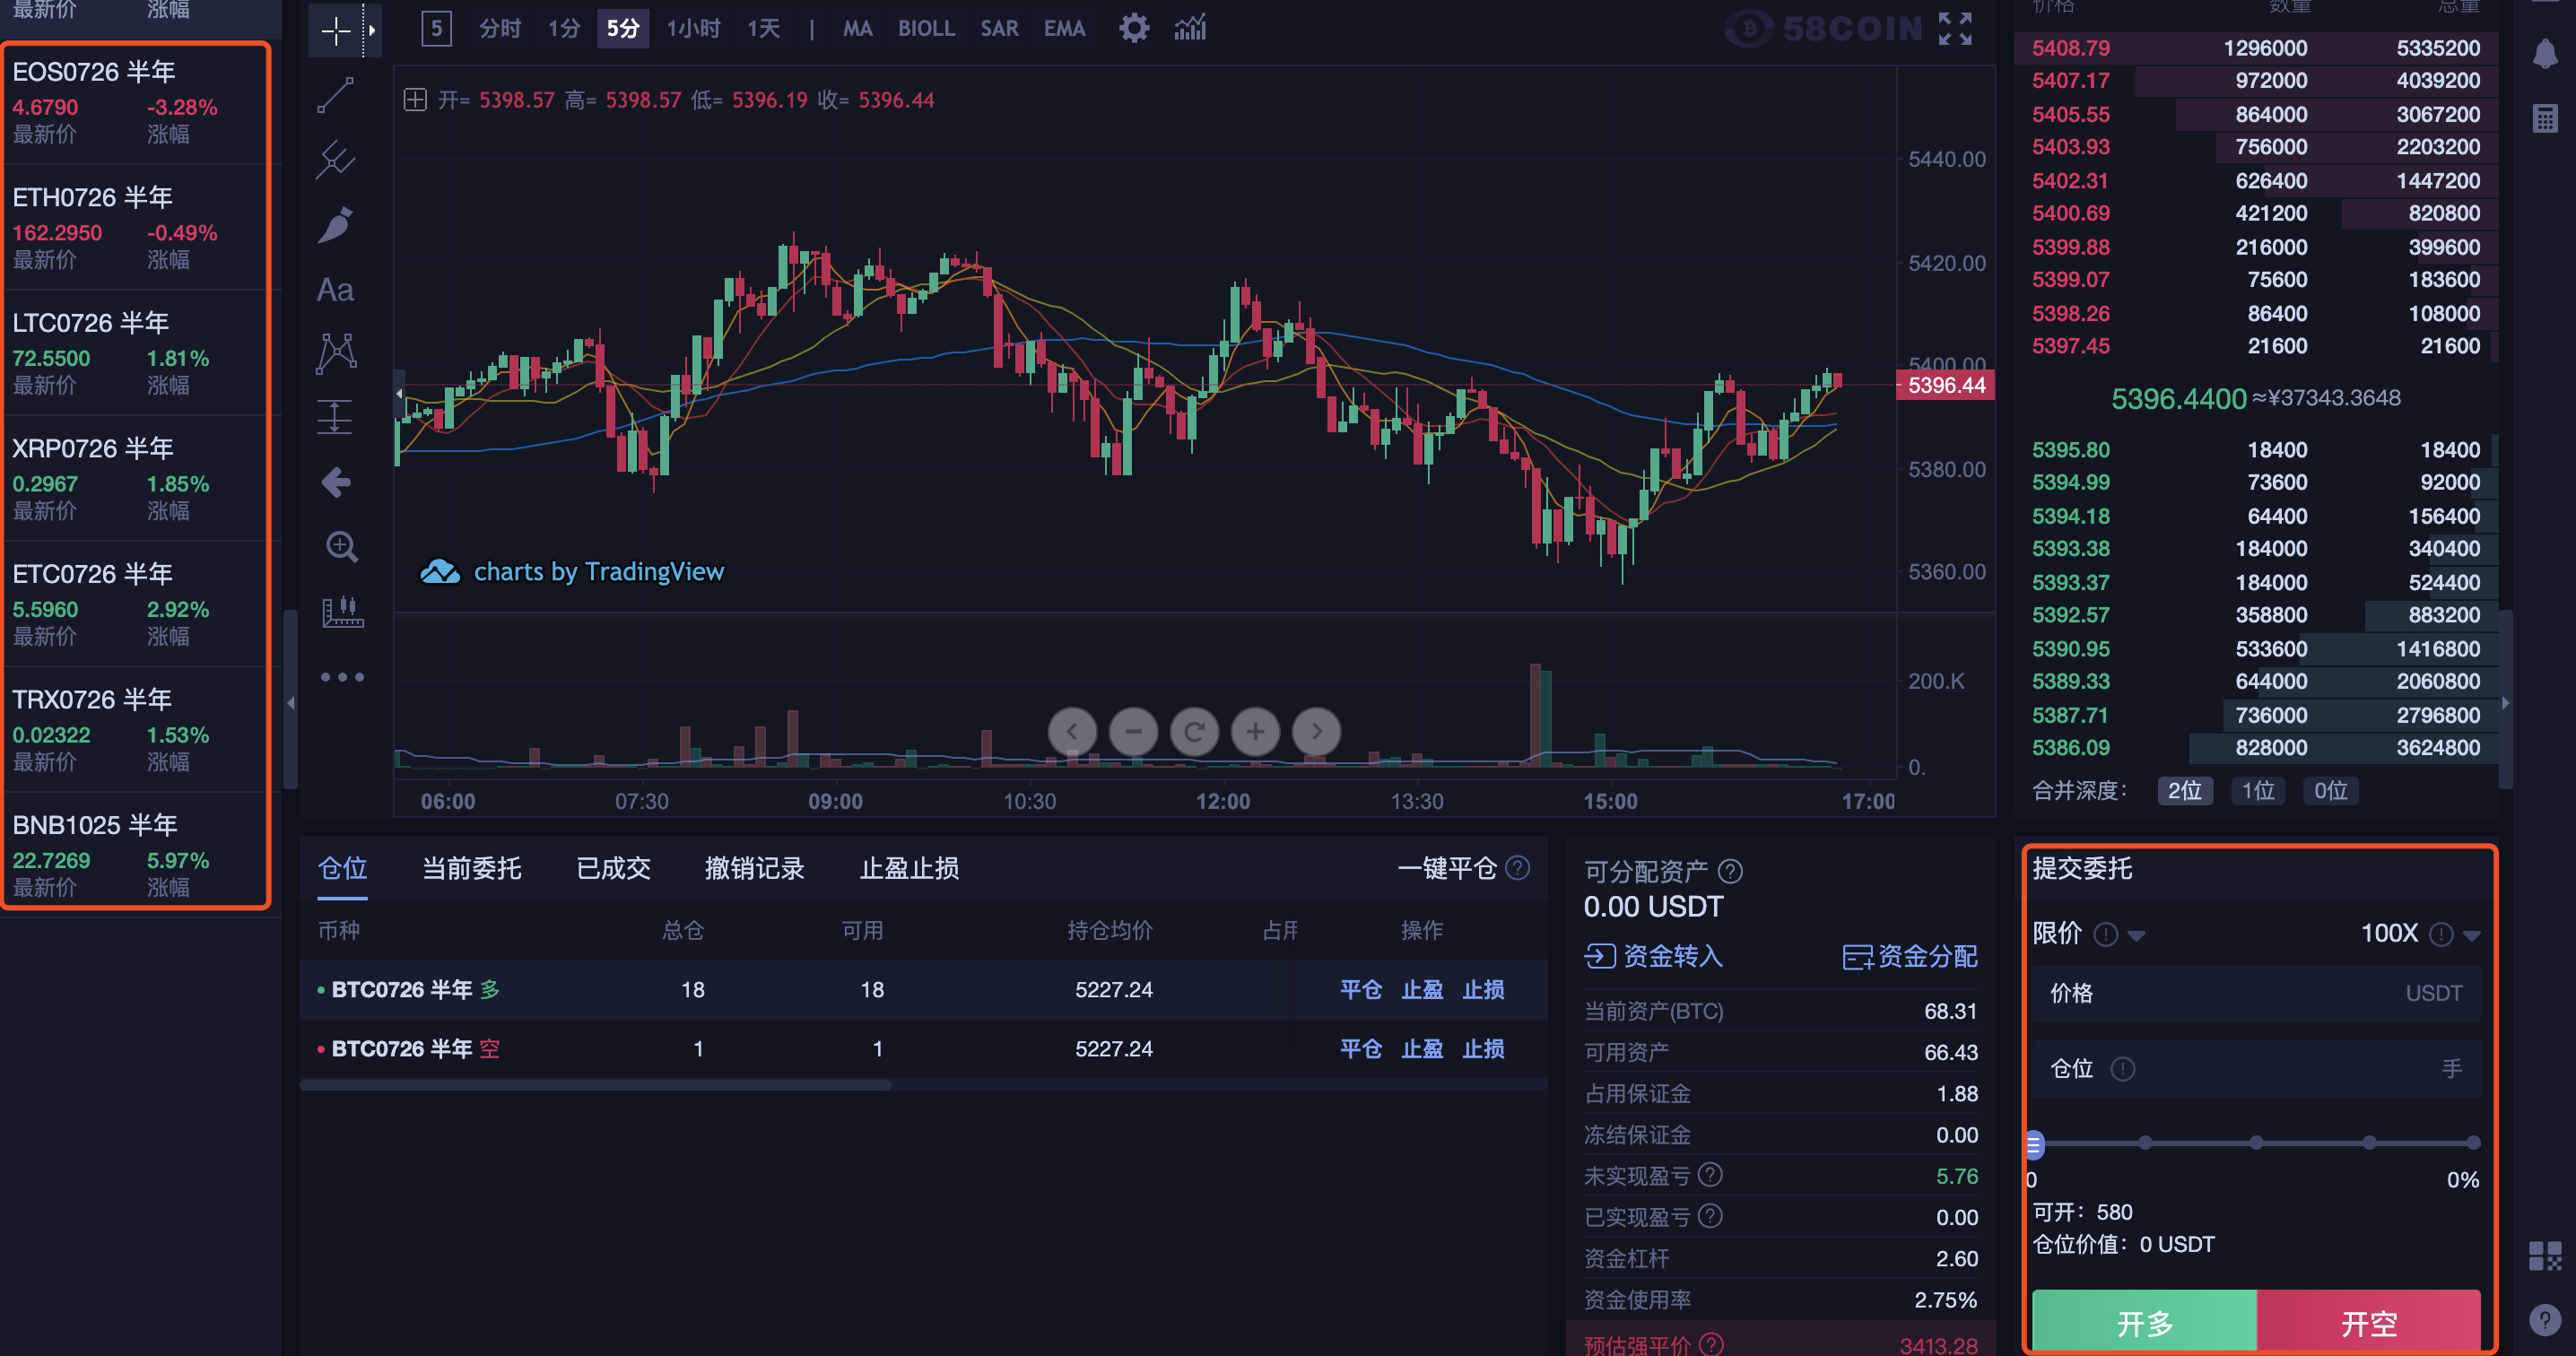 最新价 涨幅
EOS0726 半年
4.6790 -3.28%
最新价 涨幅
ETH0726 半年
162.2950 -0.49%
最新价 涨幅
LTC0726 半年
72.5500 1.81%
最新价 涨幅
XRP0726 半年
0.2967 1.85%
最新价 涨幅
ETC0726 半年
5.5960 2.92%
最新价 涨幅
TRX0726 半年
0.02322 1.53%
最新价 涨幅
BNB1025 半年
22.7269 5.97%
最新价 涨幅
5 分时 1分 5分 1小时 1天 | MA BIOLL SAR EMA
58COIN
开= 5398.57 高= 5398.57 低= 5396.19 收= 5396.44
Aa
5440.00
5420.00
5400.00
5396.44
5380.00
5360.00
charts by TradingView
200.K
0.
06:00 07:30 09:00 10:30 12:00 13:30 15:00 17:00
价格 数量 总量
5408.79 1296000 5335200
5407.17 972000 4039200
5405.55 864000 3067200
5403.93 756000 2203200
5402.31 626400 1447200
5400.69 421200 820800
5399.88 216000 399600
5399.07 75600 183600
5398.26 86400 108000
5397.45 21600 21600
5396.4400 ≈¥37343.3648
5395.80 18400 18400
5394.99 73600 92000
5394.18 64400 156400
5393.38 184000 340400
5393.37 184000 524400
5392.57 358800 883200
5390.95 533600 1416800
5389.33 644000 2060800
5387.71 736000 2796800
5386.09 828000 3624800
合并深度： 2位 1位 0位
仓位 当前委托 已成交 撤销记录 止盈止损 一键平仓 ?
币种 总仓 可用 持仓均价 占用 操作
BTC0726 半年 多 18 18 5227.24 平仓 止盈 止损
BTC0726 半年 空 1 1 5227.24 平仓 止盈 止损
可分配资产 ?
0.00 USDT
资金转入 资金分配
当前资产(BTC) 68.31
可用资产 66.43
占用保证金 1.88
冻结保证金 0.00
未实现盈亏 ? 5.76
已实现盈亏 ? 0.00
资金杠杆 2.60
资金使用率 2.75%
预估强平价 ? 3413.28
提交委托
限价 ! 100X !
价格 USDT
仓位 ! 手
0 0%
可开：580
仓位价值：0 USDT
开多 开空
?